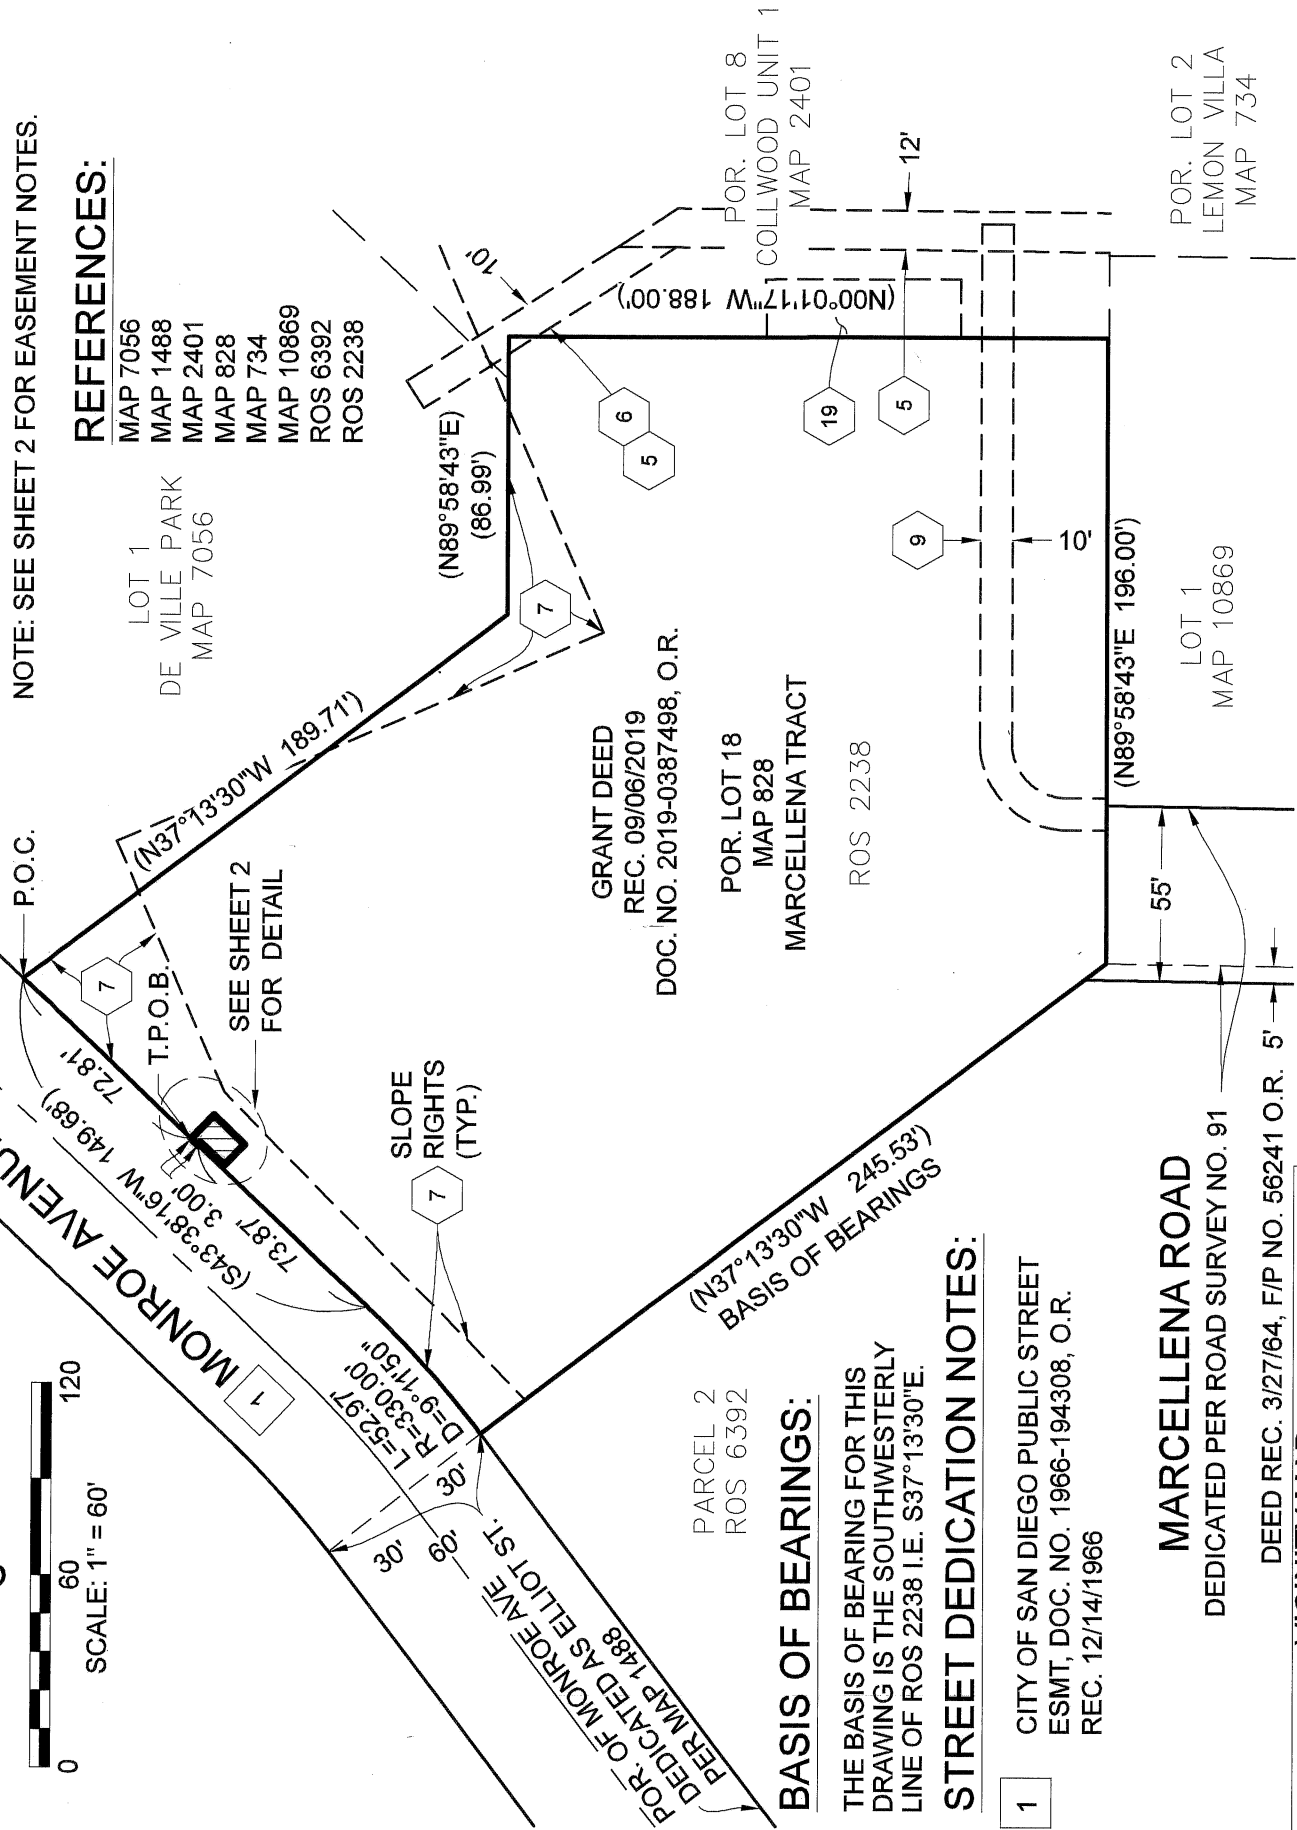 NOTE: SEE SHEET 2 FOR EASEMENT NOTES.
REFERENCES:
MAP 7056
MAP 1488
MAP 2401
MAP 828
MAP 734
MAP 10869
ROS 6392
ROS 2238
0
60
120
SCALE: 1" = 60'
MONROE
1
P.O.C.
LOT 1
DE VILLE PARK
MAP 7056
(N37°13'30"W 189.71')
(N89°58'43"E)
(86.99')
10'
7
7
72.81'
T.P.O.B.
(S43°38'16"W 149.68')
3.00'
73.87'
SEE SHEET 2
FOR DETAIL
SLOPE
RIGHTS
(TYP.)
7
L=52.97'
R=330.00'
D=9°11'50"
30'
30'
60'
POR. OF MONROE AVE
DEDICATED AS ELLIOT ST.
PER MAP 1488
GRANT DEED
REC. 09/06/2019
DOC. NO. 2019-0387498, O.R.
POR. LOT 18
MAP 828
MARCELLENA TRACT
ROS 2238
6
5
19
5
9
10'
(N00°01'17"W 188.00')
12'
POR. LOT 8
COLLWOOD UNIT 1
MAP 2401
POR. LOT 2
LEMON VILLA
MAP 734
(N89°58'43"E 196.00')
LOT 1
MAP 10869
55'
5'
(N37°13'30"W 245.53')
BASIS OF BEARINGS
PARCEL 2
ROS 6392
BASIS OF BEARINGS:
THE BASIS OF BEARING FOR THIS
DRAWING IS THE SOUTHWESTERLY
LINE OF ROS 2238 I.E. S37°13'30"E.
STREET DEDICATION NOTES:
1
CITY OF SAN DIEGO PUBLIC STREET
ESMT, DOC. NO. 1966-194308, O.R.
REC. 12/14/1966
MARCELLENA ROAD
DEDICATED PER ROAD SURVEY NO. 91
DEED REC. 3/27/64, F/P NO. 56241 O.R.